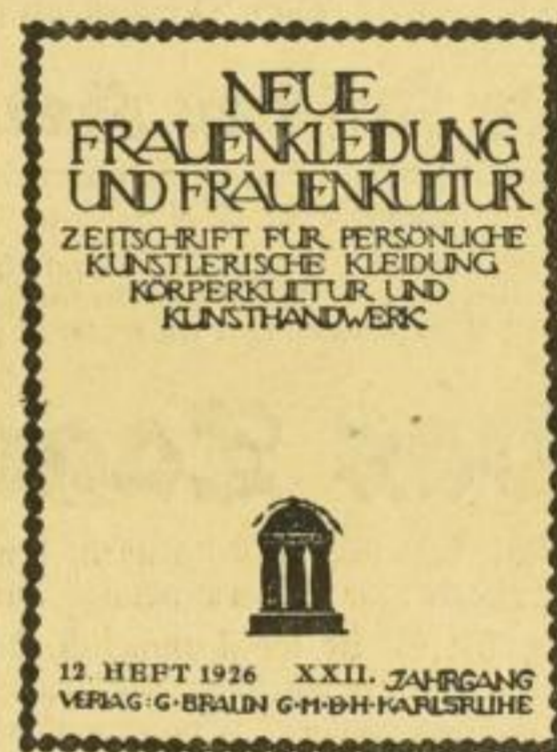 NEUE
FRAUENKLEIDUNG
UND FRAUENKULTUR
ZEITSCHRIFT FÜR PERSÖNLICHE
KÜNSTLERISCHE KLEIDUNG
KÖRPERKULTUR UND
KUNSTHANDWERK
12. HEFT 1926 XXII. JAHRGANG
VERLAG: G. BRAUN G·M·B·H· KARLSRUHE